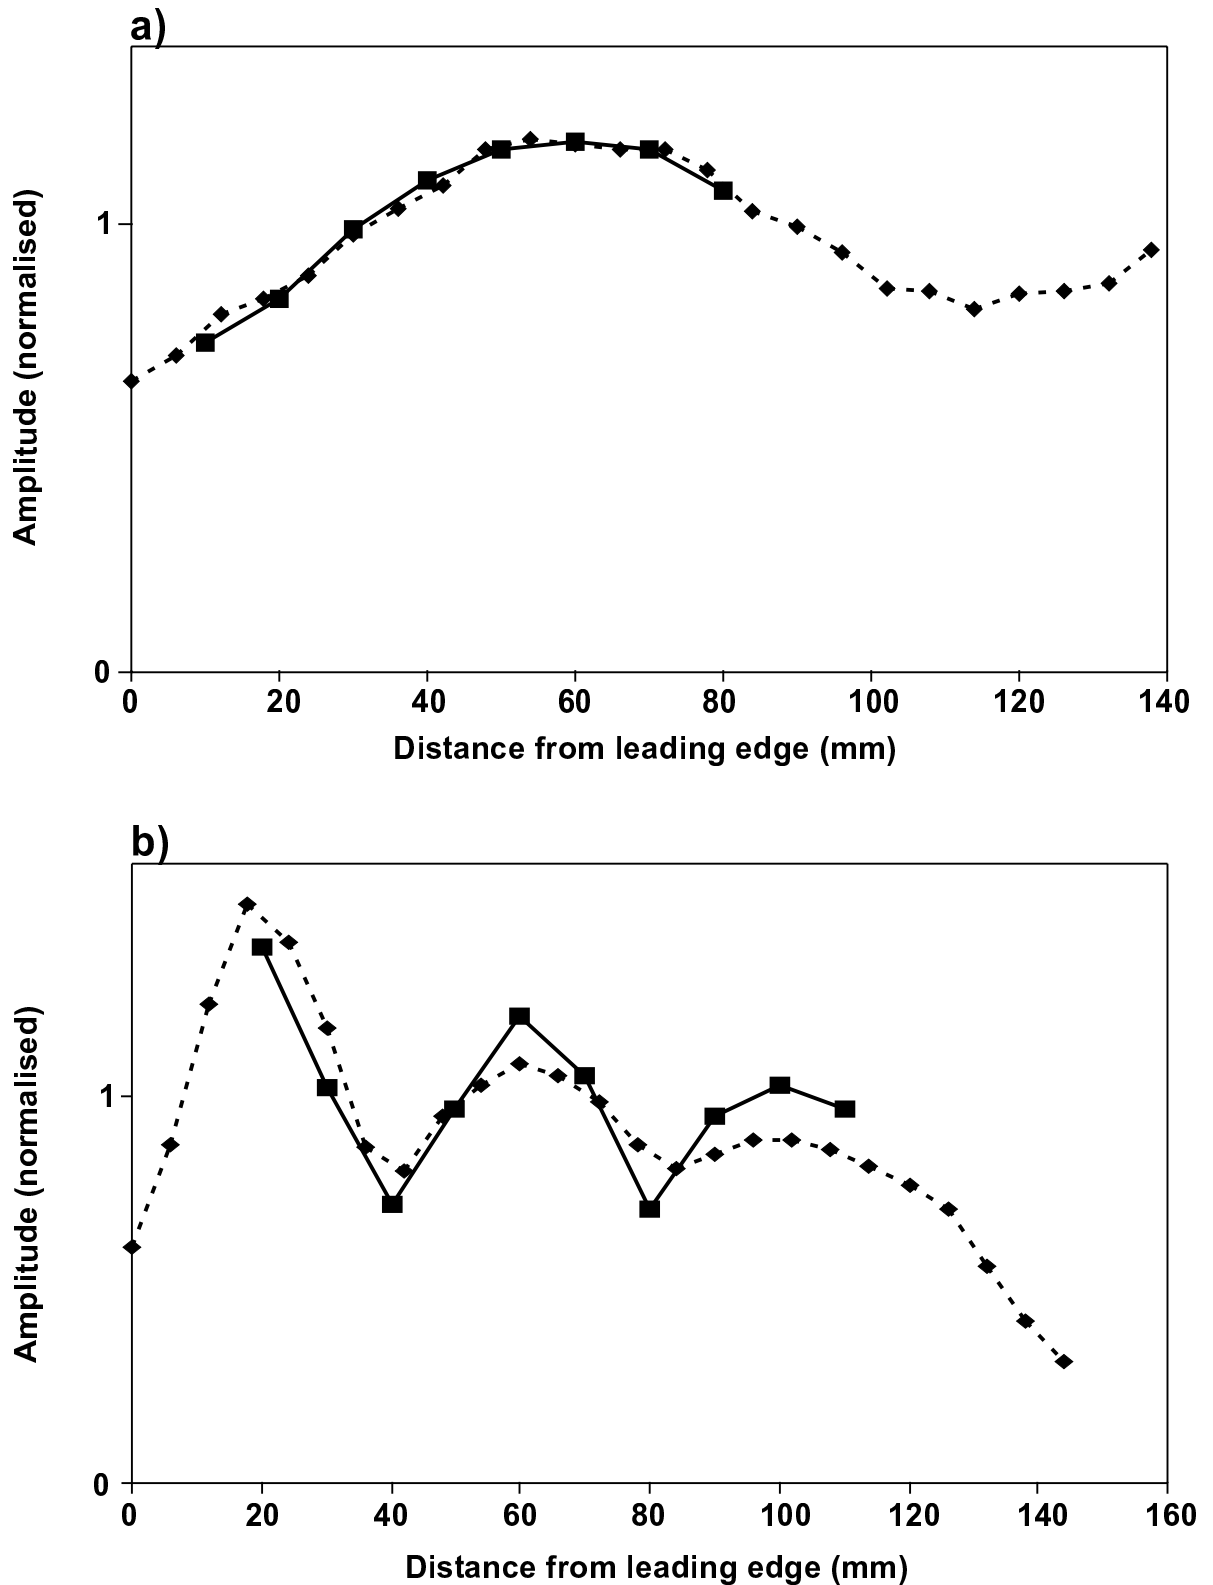 a)
Amplitude (normalised)
1
0
0 20 40 60 80 100 120 140
Distance from leading edge (mm)
b)
Amplitude (normalised)
1
0
0 20 40 60 80 100 120 140 160
Distance from leading edge (mm)